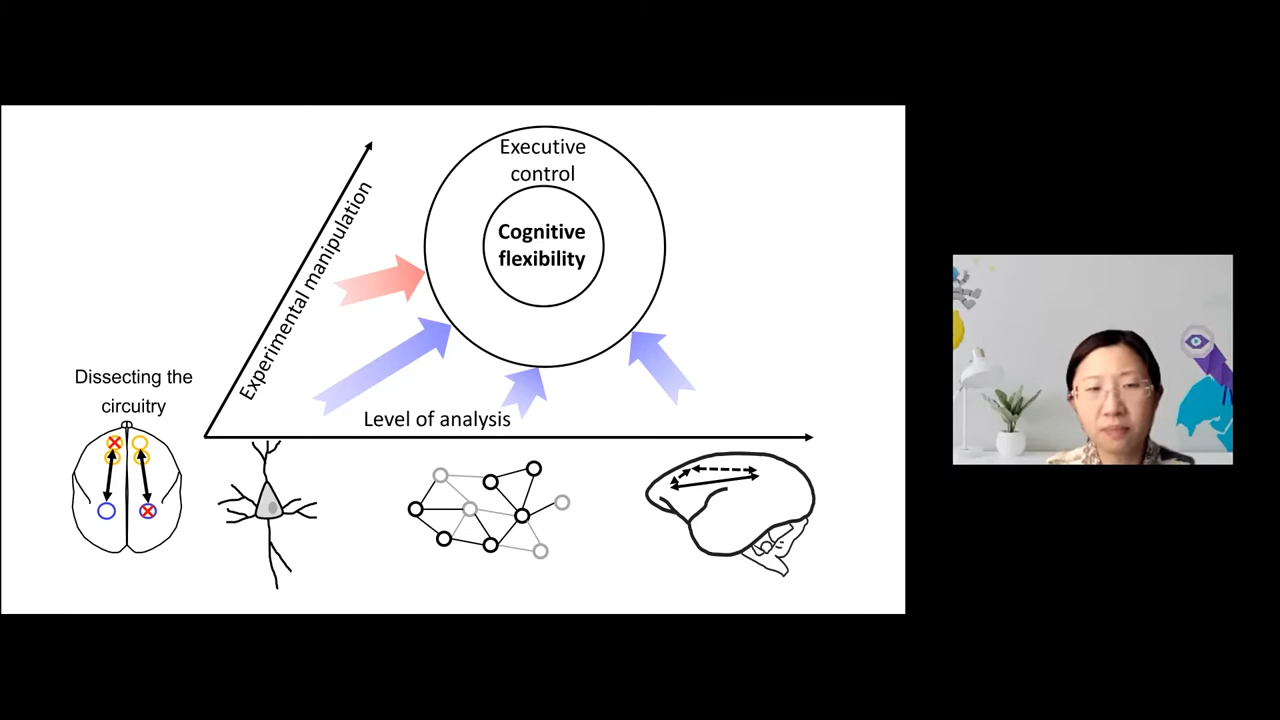 Executive
control
Cognitive
flexibility
Experimental manipulation
Dissecting the
circuitry
Level of analysis